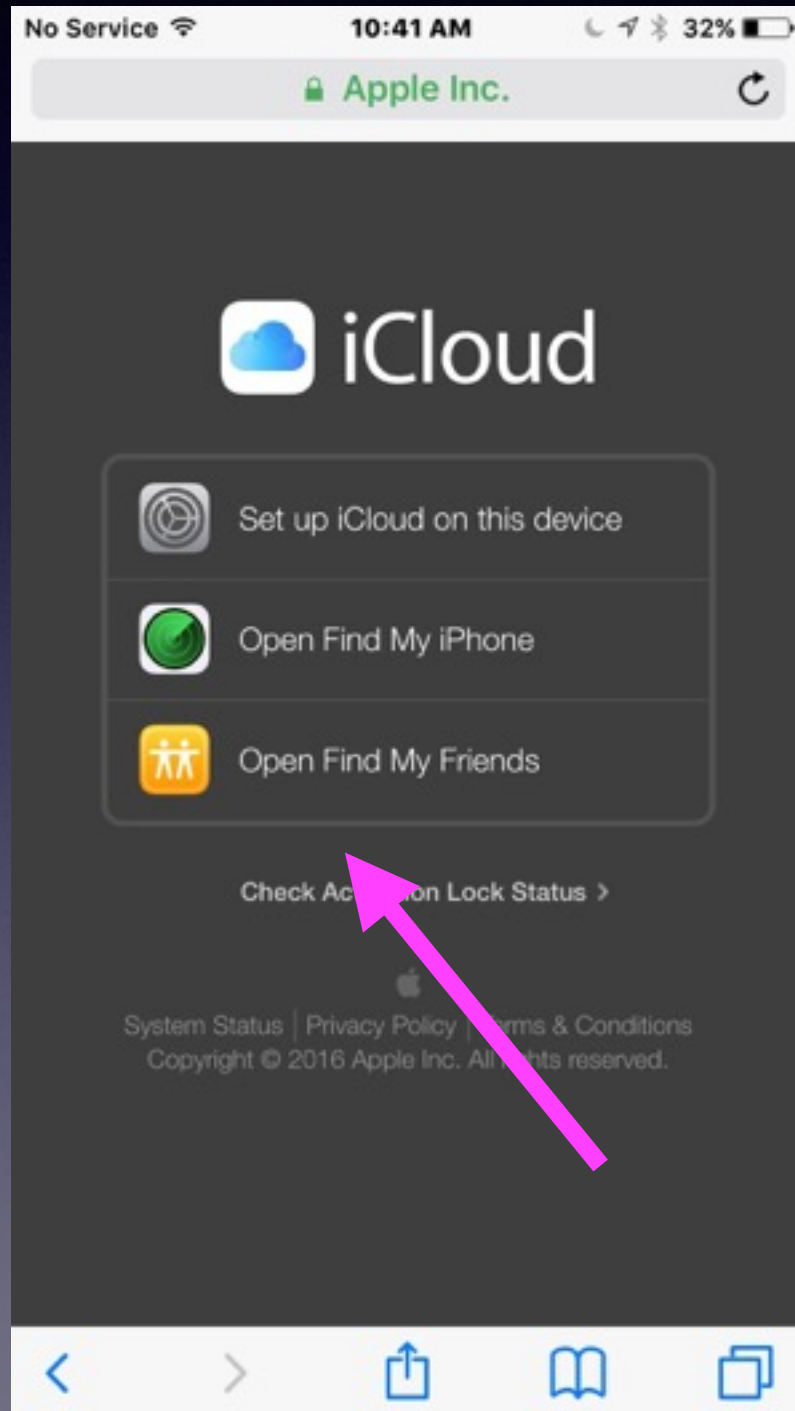 No Service 10:41 AM 32%
Apple Inc.
iCloud
Set up iCloud on this device
Open Find My iPhone
Open Find My Friends
Check Lock Status >
System Status | Privacy Policy | & Conditions
Copyright © 2016 Apple Inc. All reserved.